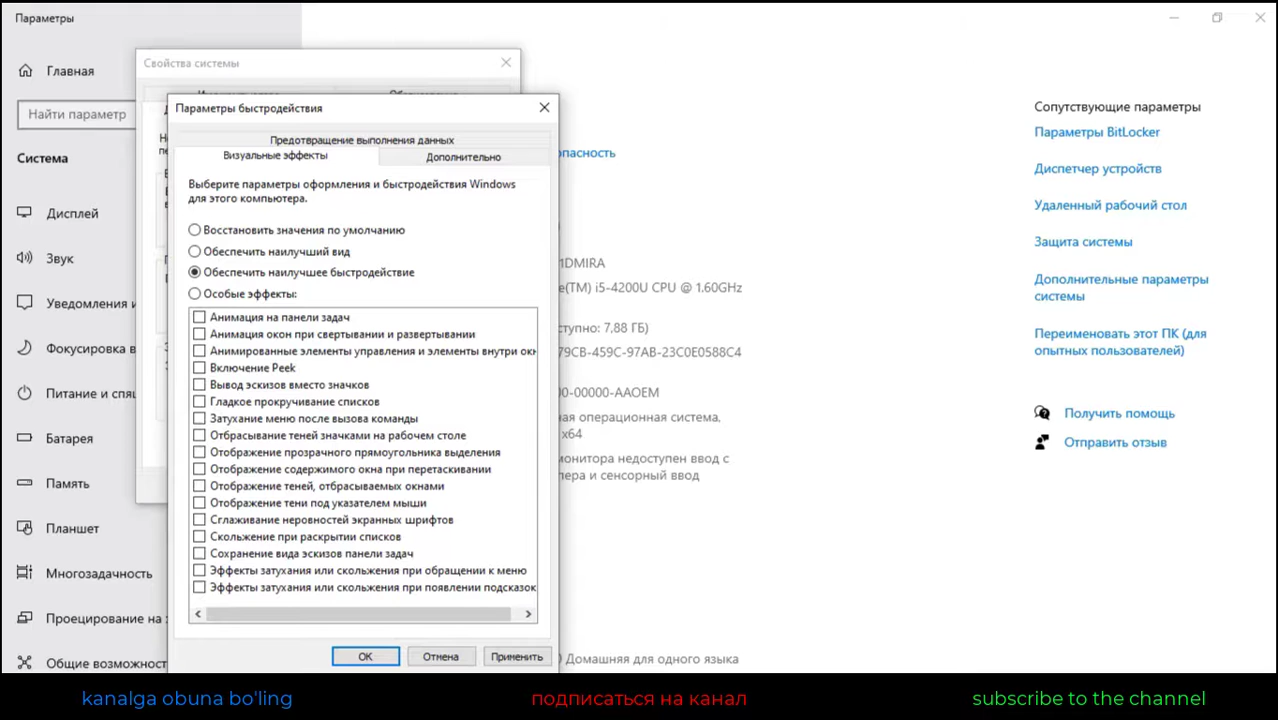 Параметры
Главная
Найти параметр
Система
Дисплей
Звук
Уведомления и
Фокусировка в
Питание и спя
Батарея
Память
Планшет
Многозадачность
Проецирование на
Общие возможност
Свойства системы
Параметры быстродействия
Предотвращение выполнения данных
Визуальные эффекты
Дополнительно
Выберите параметры оформления и быстродействия Windows
для этого компьютера.
Восстановить значения по умолчанию
Обеспечить наилучший вид
Обеспечить наилучшее быстродействие
Особые эффекты:
Анимация на панели задач
Анимация окон при свертывании и развертывании
Анимированные элементы управления и элементы внутри окн
Включение Peek
Вывод эскизов вместо значков
Гладкое прокручивание списков
Затухание меню после вызова команды
Отбрасывание теней значками на рабочем столе
Отображение прозрачного прямоугольника выделения
Отображение содержимого окна при перетаскивании
Отображение теней, отбрасываемых окнами
Отображение тени под указателем мыши
Сглаживание неровностей экранных шрифтов
Скольжение при раскрытии списков
Сохранение вида эскизов панели задач
Эффекты затухания или скольжения при обращении к меню
Эффекты затухания или скольжения при появлении подсказок
ОК
Отмена
Применить
опасность
1DMIRA
e(TM) i5-4200U CPU @ 1.60GHz
ступно: 7,88 ГБ)
79CB-459C-97AB-23C0E0588C4
00-00000-AAOEM
ная операционная система,
x64
монитора недоступен ввод с
пера и сенсорный ввод
Домашняя для одного языка
Сопутствующие параметры
Параметры BitLocker
Диспетчер устройств
Удаленный рабочий стол
Защита системы
Дополнительные параметры
системы
Переименовать этот ПК (для
опытных пользователей)
Получить помощь
Отправить отзыв
kanalga obuna bo'ling
подписаться на канал
subscribe to the channel